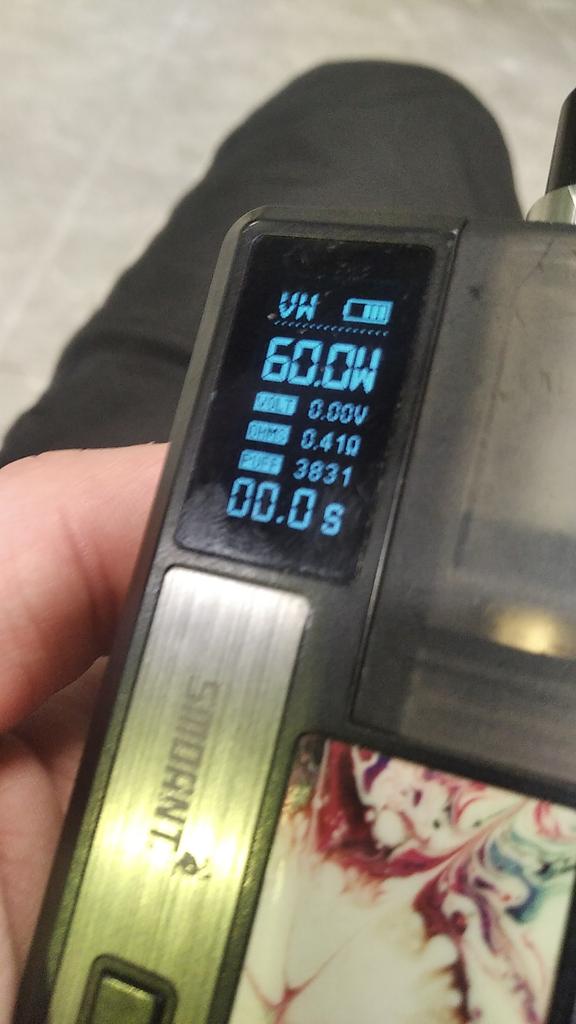 VW
60.0W
VOLT 0.00V
OHMS 0.41Ω
PUFF 3831
00.0 S
SMOANT